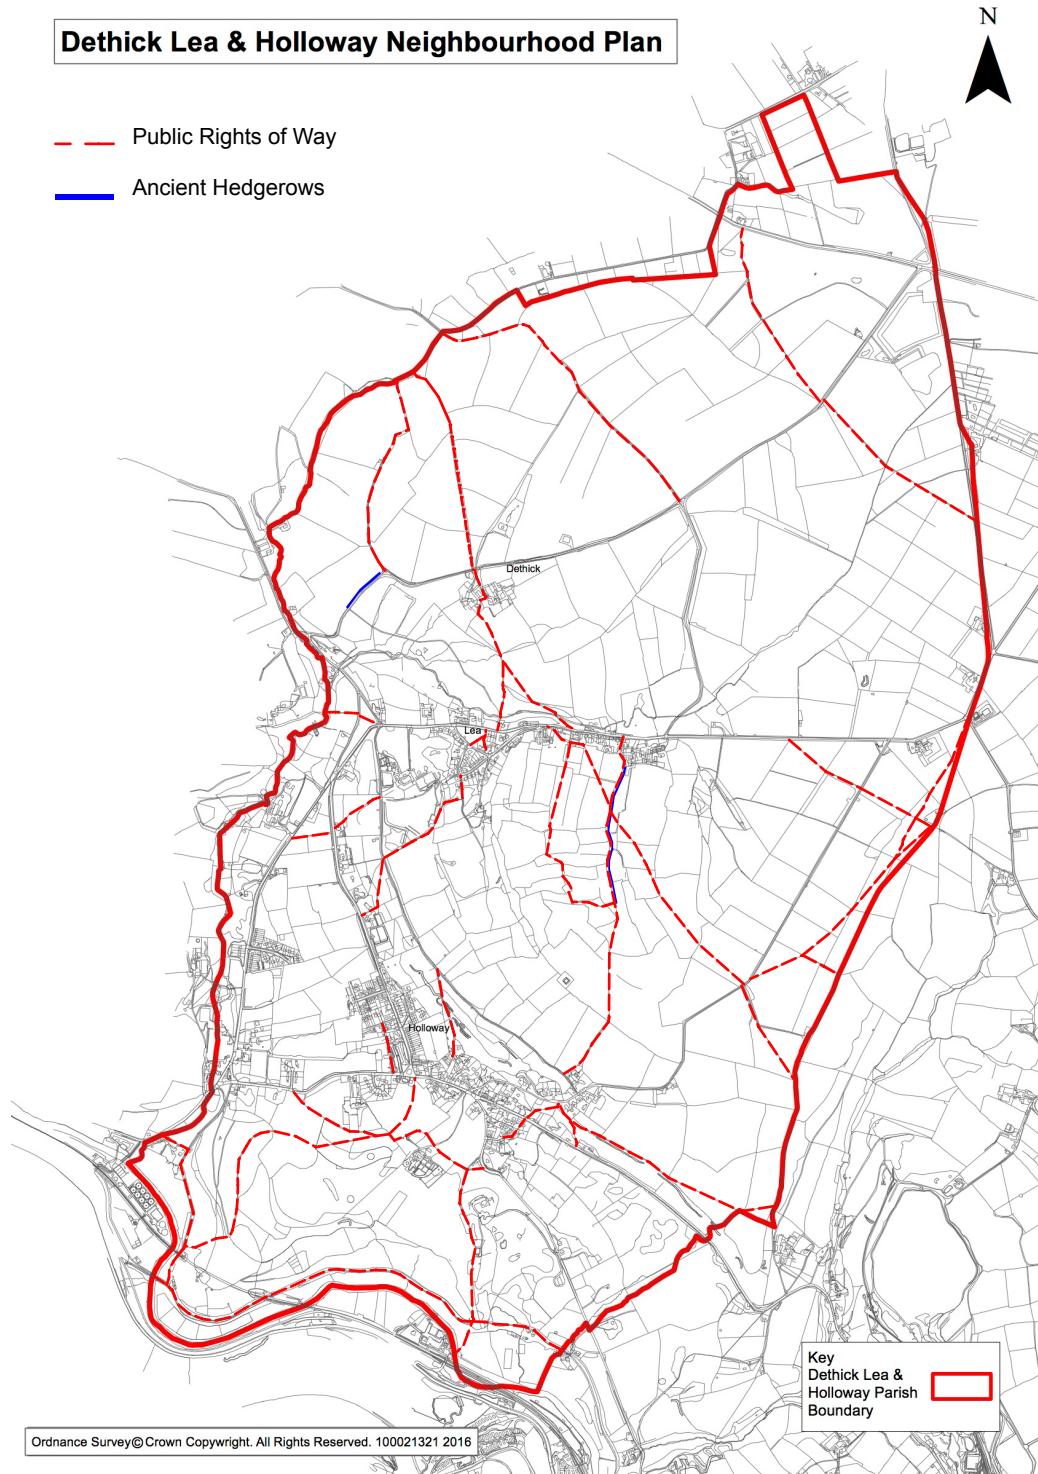 Dethick Lea & Holloway Neighbourhood Plan
N
Public Rights of Way
Ancient Hedgerows
Dethick
Lea
Holloway
Key
Dethick Lea &
Holloway Parish
Boundary
Ordnance Survey© Crown Copywright. All Rights Reserved. 100021321 2016